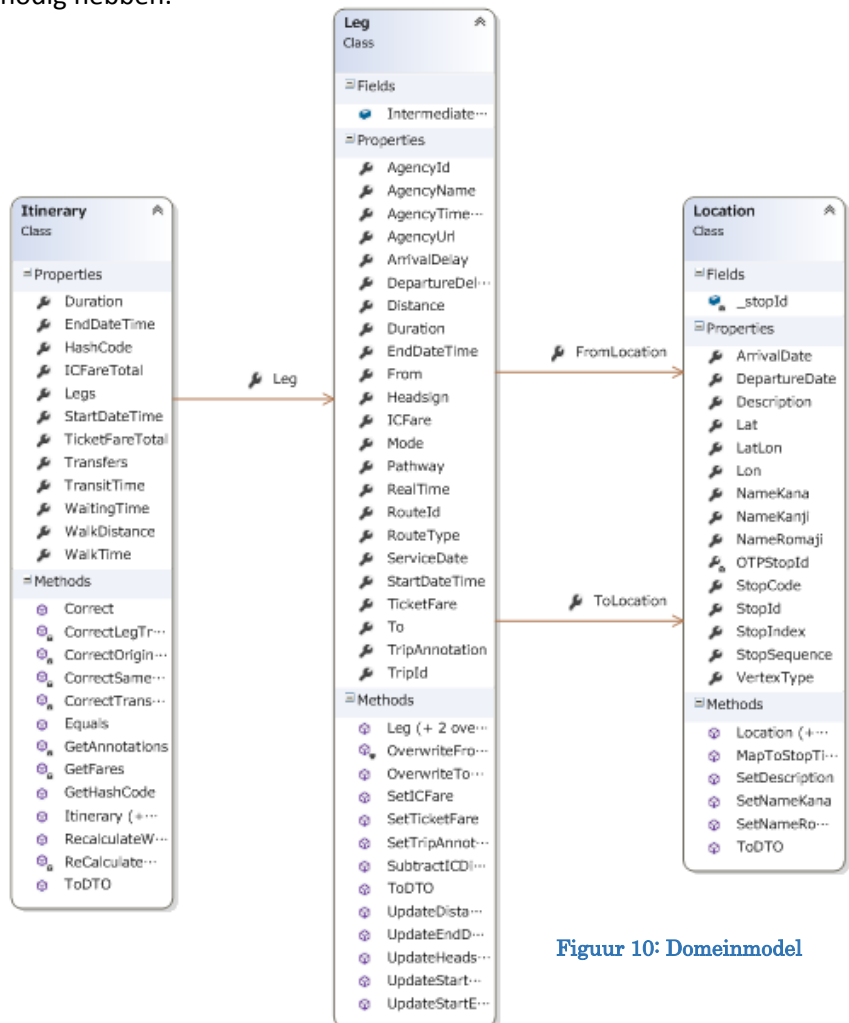 nodig hebben.
Leg
Class
Fields
Intermediate···
Properties
AgencyId
AgencyName
AgencyTime···
AgencyUrl
ArrivalDelay
DepartureDel···
Distance
Duration
EndDateTime
From
Headsign
ICFare
Mode
Pathway
RealTime
RouteId
RouteType
ServiceDate
StartDateTime
TicketFare
To
TripAnnotation
TripId
Methods
Leg (+ 2 ove···
OverwriteFro···
OverwriteTo···
SetICFare
SetTicketFare
SetTripAnnot···
SubtractICDi···
ToDTO
UpdateDista···
UpdateEndD···
UpdateHeads···
UpdateStart···
UpdateStartE···
Itinerary
Class
Properties
Duration
EndDateTime
HashCode
ICFareTotal
Legs
StartDateTime
TicketFareTotal
Transfers
TransitTime
WaitingTime
WalkDistance
WalkTime
Methods
Correct
CorrectLegTr···
CorrectOrigin···
CorrectSame···
CorrectTrans···
Equals
GetAnnotations
GetFares
GetHashCode
Itinerary (+···
RecalculateW···
ReCalculate···
ToDTO
Leg
FromLocation
ToLocation
Location
Class
Fields
_stopId
Properties
ArrivalDate
DepartureDate
Description
Lat
LatLon
Lon
NameKana
NameKanji
NameRomaji
OTPStopId
StopCode
StopId
StopIndex
StopSequence
VertexType
Methods
Location (+···
MapToStopTi···
SetDescription
SetNameKana
SetNameRo···
ToDTO
Figuur 10: Domeinmodel